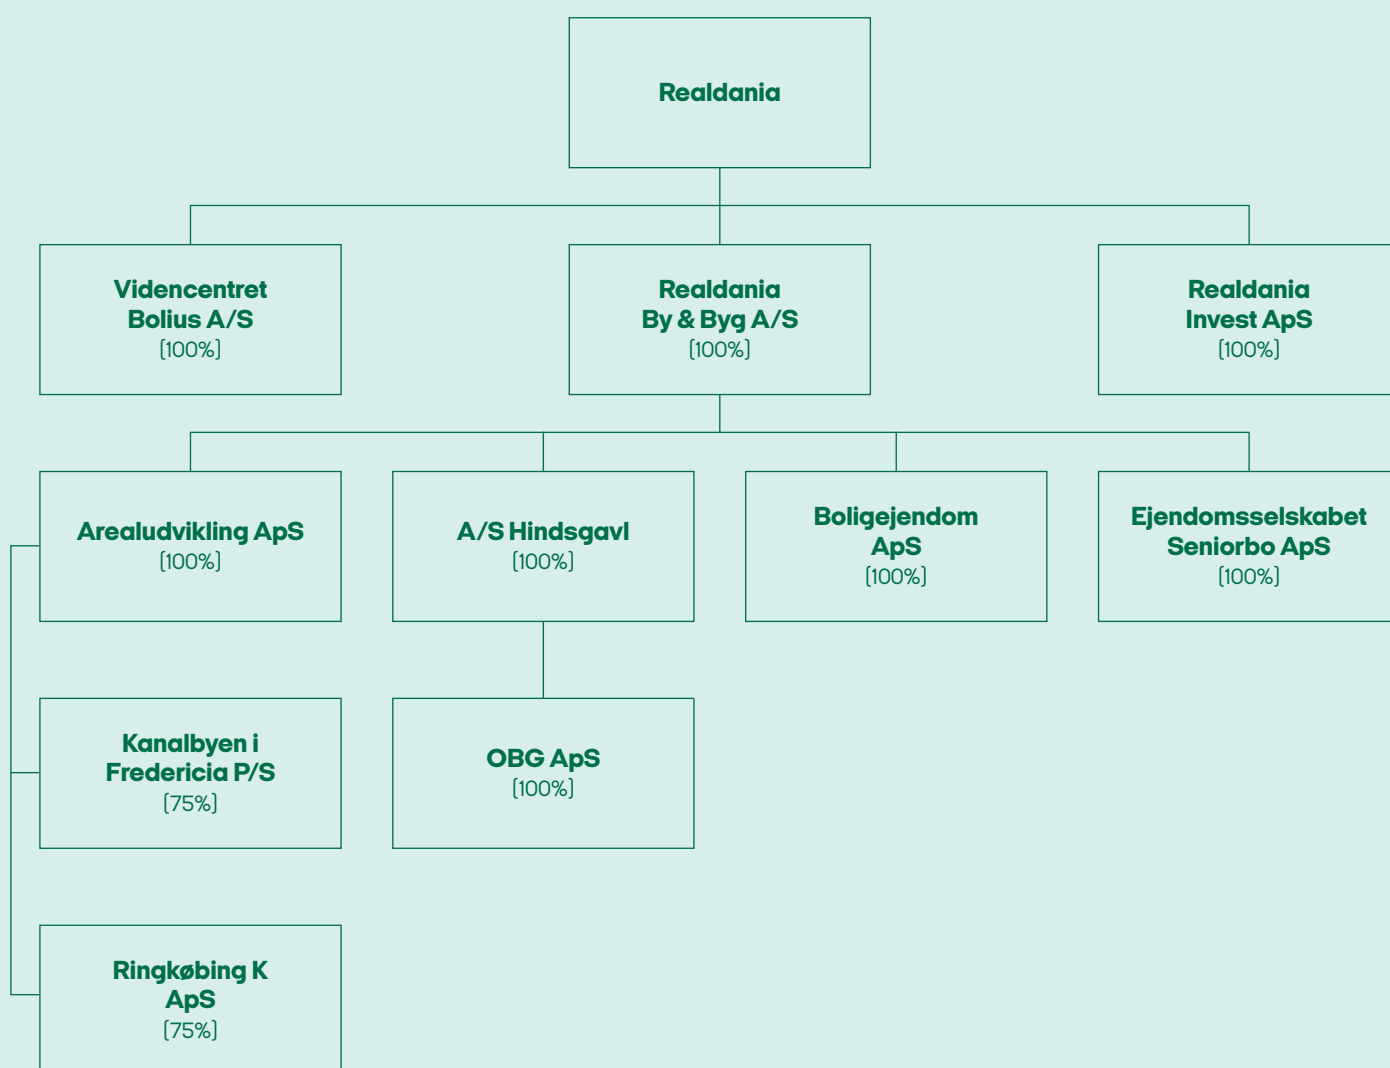 Realdania
Videncentret
Bolius A/S
(100%)
Realdania
By & Byg A/S
(100%)
Realdania
Invest ApS
(100%)
Arealudvikling ApS
(100%)
A/S Hindsgavl
(100%)
Boligejendom
ApS
(100%)
Ejendomsselskabet
Seniorbo ApS
(100%)
Kanalbyen i
Fredericia P/S
(75%)
OBG ApS
(100%)
Ringkøbing K
ApS
(75%)